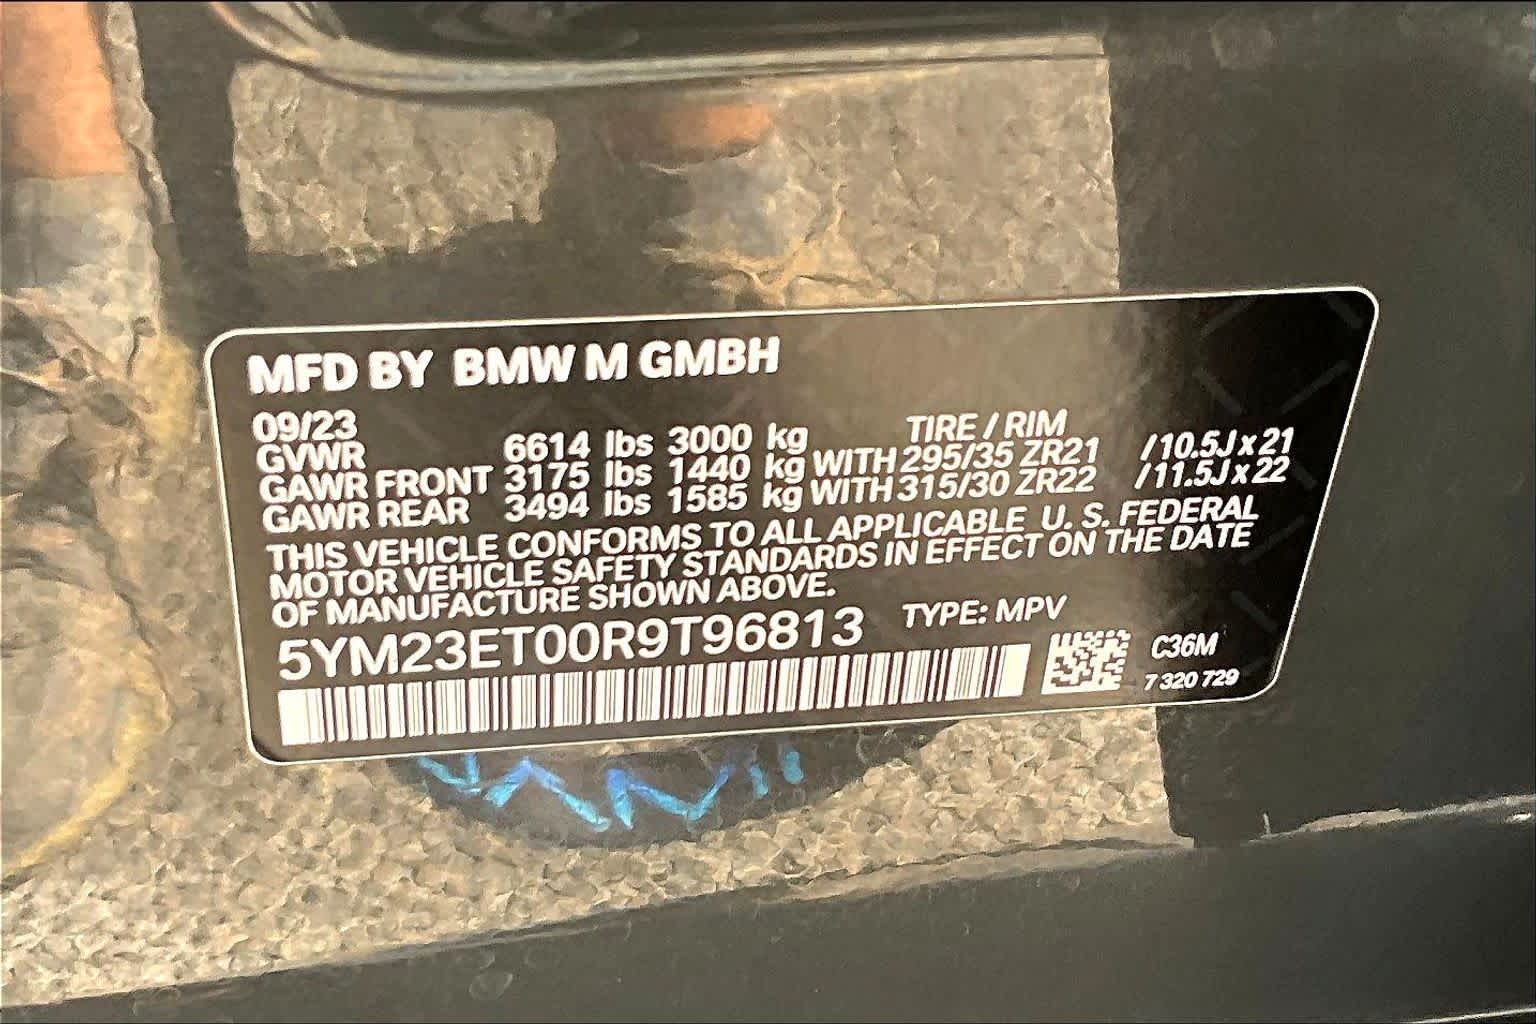 MFD BY BMW M GMBH
09/23 TIRE / RIM
GVWR 6614 lbs 3000 kg
GAWR FRONT 3175 lbs 1440 kg WITH 295/35 ZR21 /10.5J x 21
GAWR REAR 3494 lbs 1585 kg WITH 315/30 ZR22 /11.5J x 22
THIS VEHICLE CONFORMS TO ALL APPLICABLE U. S. FEDERAL
MOTOR VEHICLE SAFETY STANDARDS IN EFFECT ON THE DATE
OF MANUFACTURE SHOWN ABOVE.
5YM23ET00R9T96813 TYPE: MPV
C36M
7 320 729